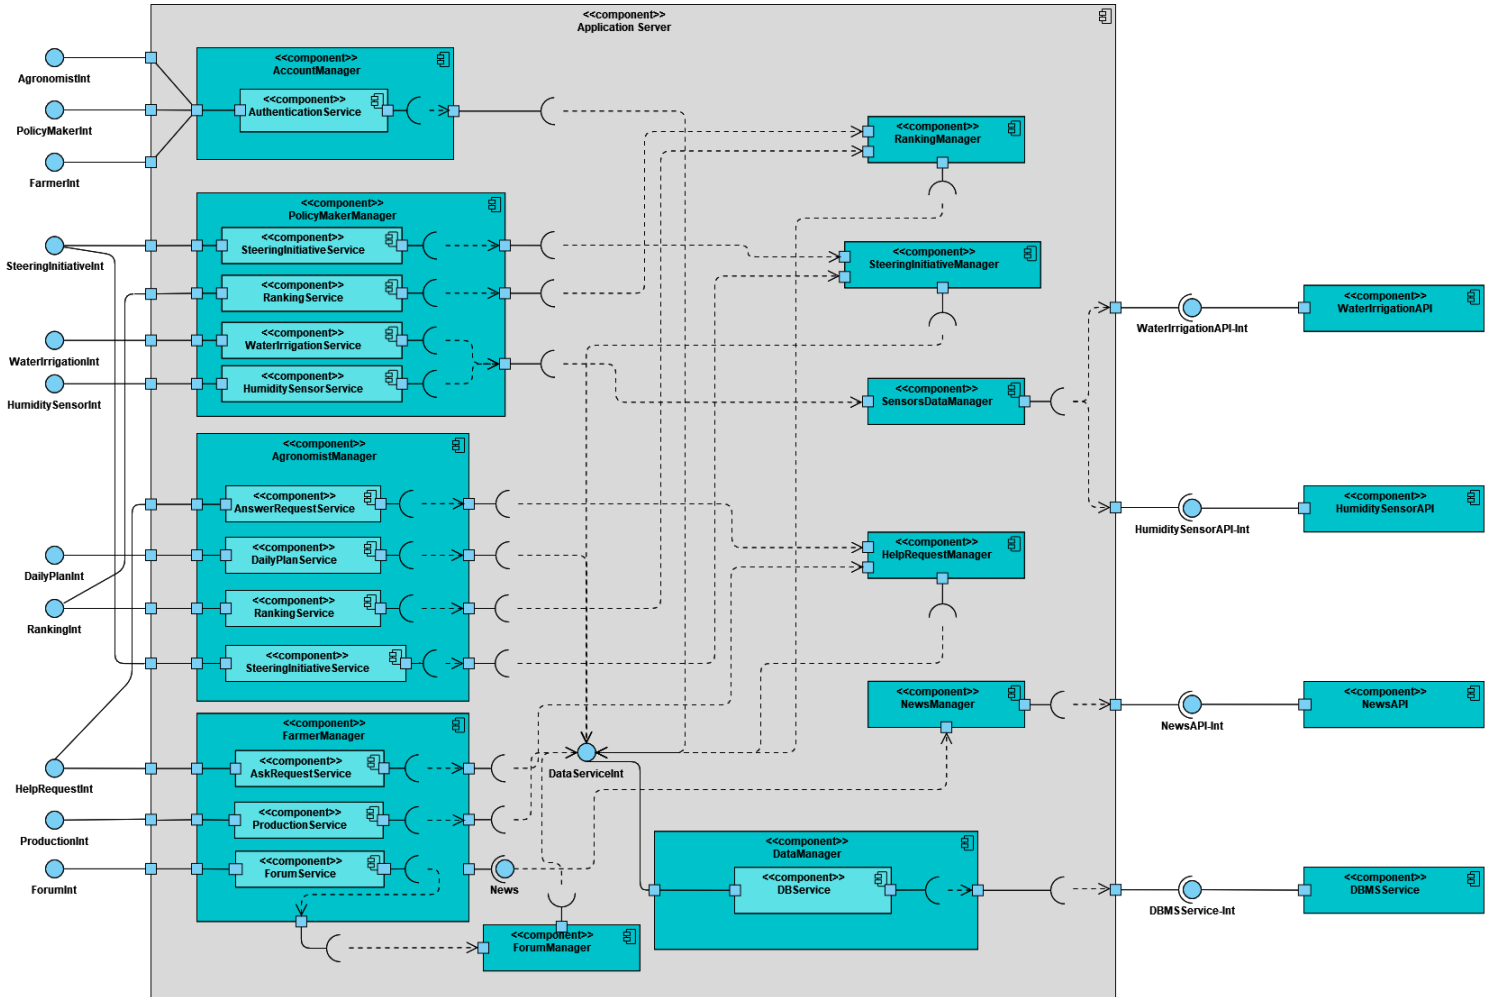 <<component>>
Application Server
AgronomistInt
PolicyMakerInt
FarmerInt
<<component>>
AccountManager
<<component>>
AuthenticationService
<<component>>
RankingManager
SteeringInitiativeInt
WaterIrrigationInt
HumiditySensorInt
<<component>>
PolicyMakerManager
<<component>>
SteeringInitiativeService
<<component>>
RankingService
<<component>>
WaterIrrigationService
<<component>>
HumiditySensorService
<<component>>
SteeringInitiativeManager
<<component>>
SensorsDataManager
WaterIrrigationAPI-Int
<<component>>
WaterIrrigationAPI
<<component>>
AgronomistManager
<<component>>
AnswerRequestService
<<component>>
DailyPlanService
<<component>>
RankingService
<<component>>
SteeringInitiativeService
DailyPlanInt
RankingInt
<<component>>
HelpRequestManager
HumiditySensorAPI-Int
<<component>>
HumiditySensorAPI
<<component>>
FarmerManager
<<component>>
AskRequestService
<<component>>
ProductionService
<<component>>
ForumService
HelpRequestInt
ProductionInt
ForumInt
DataServiceInt
News
<<component>>
NewsManager
NewsAPI-Int
<<component>>
NewsAPI
<<component>>
DataManager
<<component>>
DBService
DBMSService-Int
<<component>>
DBMSService
<<component>>
ForumManager